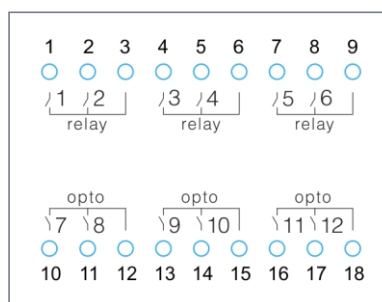 1 2 3 4 5 6 7 8 9
1 2 3 4 5 6
relay relay relay
opto opto opto
7 8 9 10 11 12
10 11 12 13 14 15 16 17 18